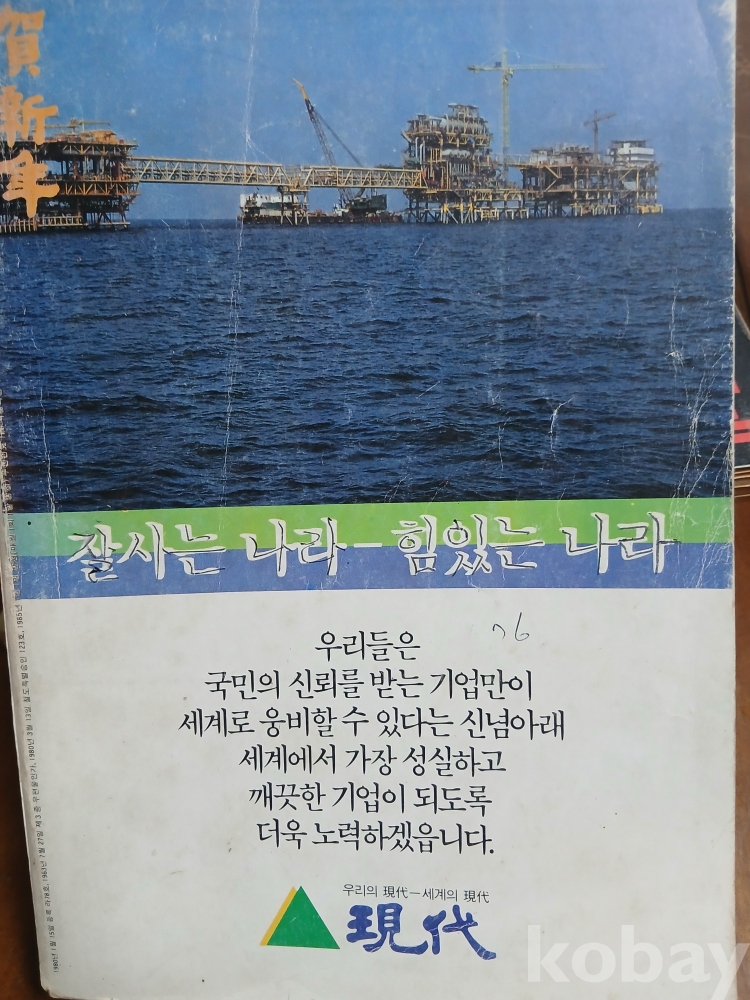 賀新年
잘사는 나라-힘있는 나라
우리들은
국민의 신뢰를 받는 기업만이
세계로 웅비할 수 있다는 신념아래
세계에서 가장 성실하고
깨끗한 기업이 되도록
더욱 노력하겠읍니다.
우리의 現代-세계의 現代
現代
kobay